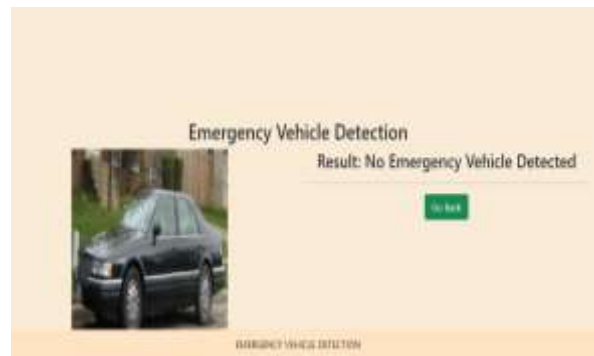 Emergency Vehicle Detection
Result: No Emergency Vehicle Detected
Go Back
EMERGENCY VEHICLE DETECTION